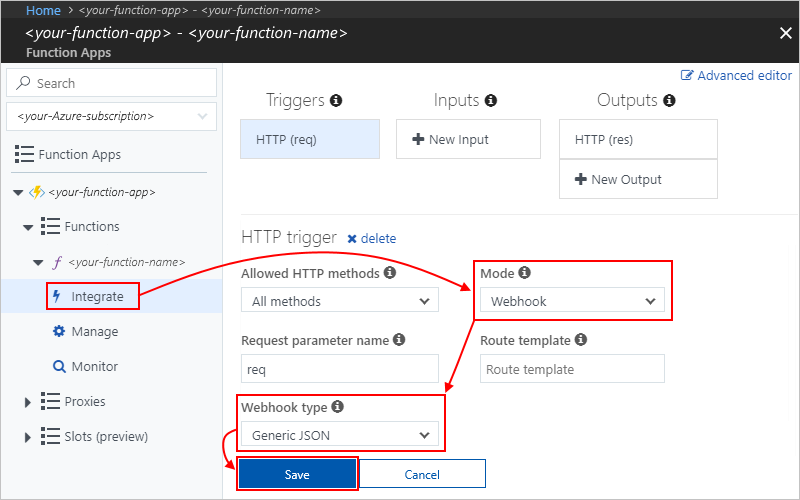 Home > <your-function-app> - <your-function-name>
<your-function-app> - <your-function-name>
Function Apps
Search
<your-Azure-subscription>
Function Apps
<your-function-app>
Functions
<your-function-name>
Integrate
Manage
Monitor
Proxies
Slots (preview)
Advanced editor
Triggers
Inputs
Outputs
HTTP (req)
New Input
HTTP (res)
New Output
HTTP trigger delete
Allowed HTTP methods
Mode
All methods
Webhook
Request parameter name
Route template
req
Route template
Webhook type
Generic JSON
Save
Cancel